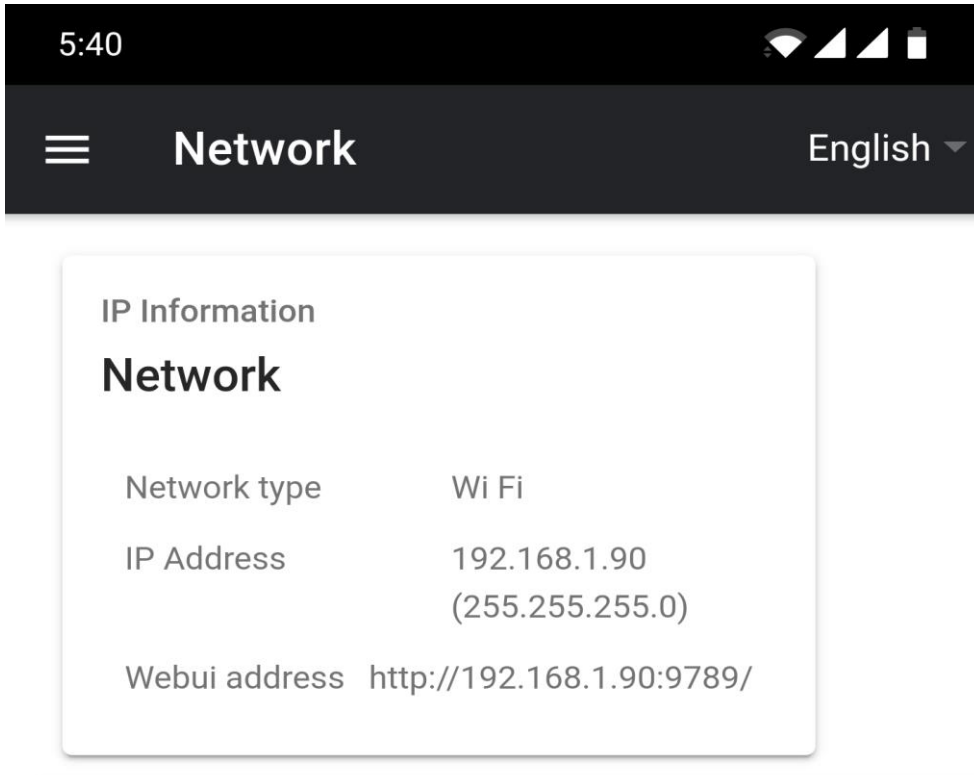 5:40
Network
English
IP Information
Network
Network type Wi Fi
IP Address 192.168.1.90
(255.255.255.0)
Webui address http://192.168.1.90:9789/